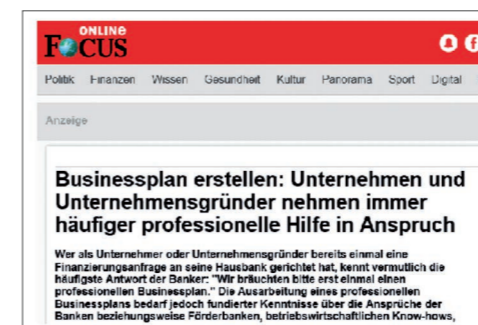 ONLINE
FOCUS
Politik Finanzen Wissen Gesundheit Kultur Panorama Sport Digital
Anzeige
Businessplan erstellen: Unternehmen und
Unternehmensgründer nehmen immer
häufiger professionelle Hilfe in Anspruch
Wer als Unternehmer oder Unternehmensgründer bereits einmal eine
Finanzierungsanfrage an seine Hausbank gerichtet hat, kennt vermutlich die
häufigste Antwort der Banker: "Wir bräuchten bitte erst einmal einen
professionellen Businessplan." Die Ausarbeitung eines professionellen
Businessplans bedarf jedoch fundierter Kenntnisse über die Ansprüche der
Banken beziehungsweise Förderbanken, betriebswirtschaftlichen Know-hows,